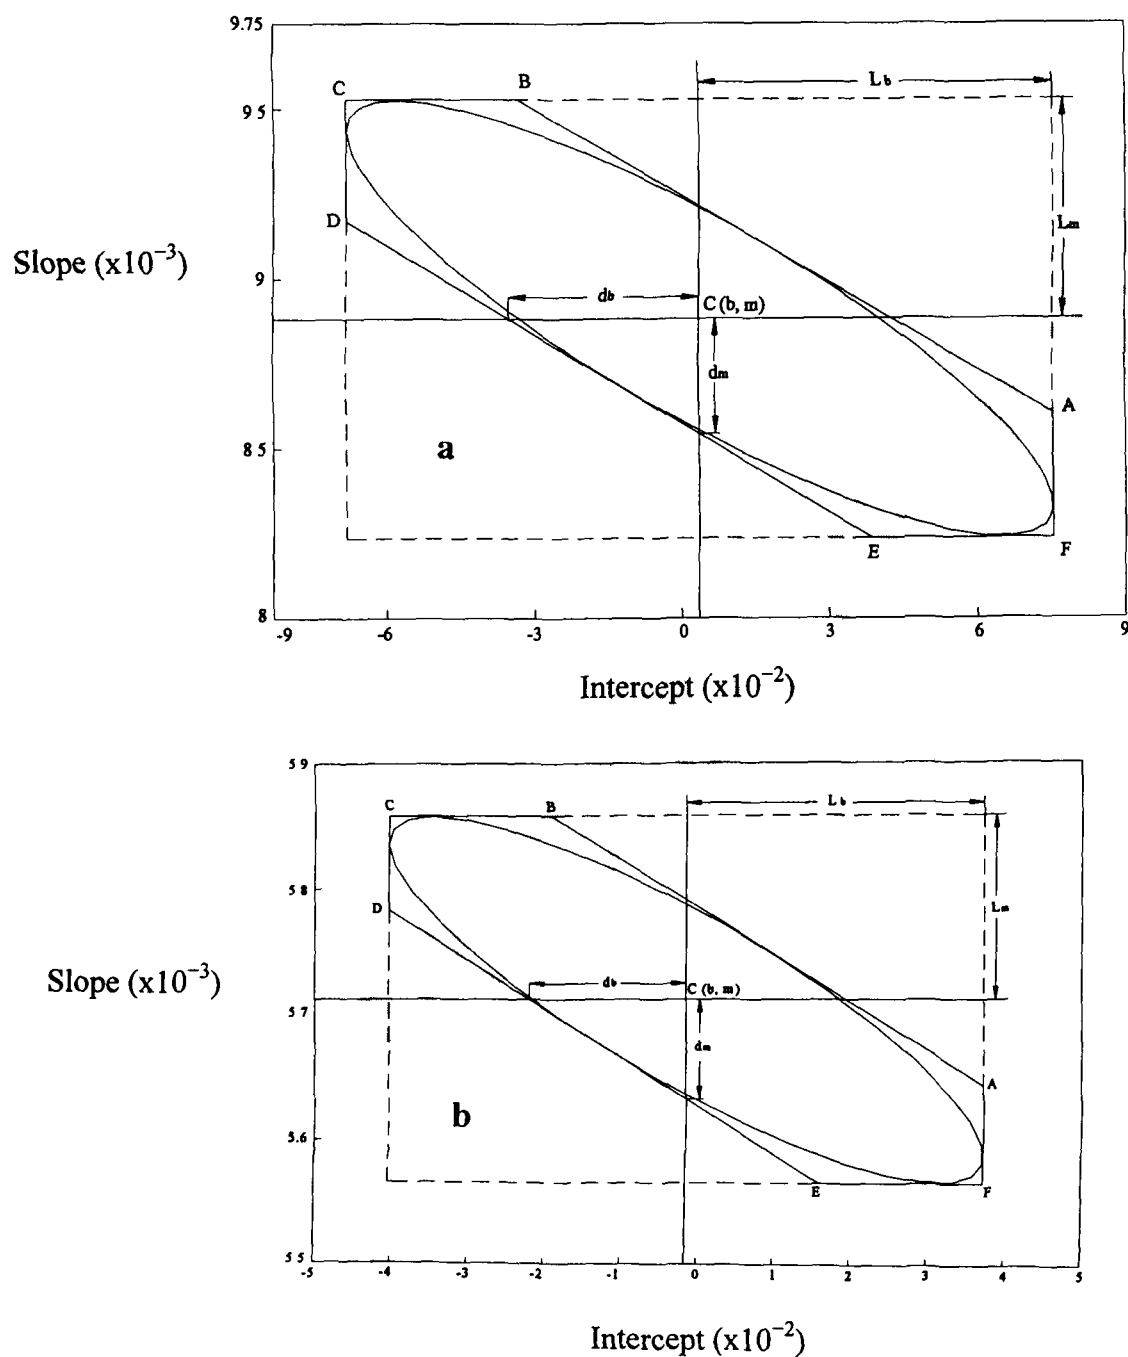 9.75
C
B
Lb
9 5
D
Lm
Slope (x10⁻³)
9
db
C (b, m)
dm
A
a
8 5
E
F
8
-9
-6
-3
0
3
6
9
Intercept (x10⁻²)
5 9
C
B
Lb
5 8
D
Lm
Slope (x10⁻³)
db
C (b, m)
5 7
dm
A
b
5.6
E
F
5 5
-5
-4
-3
-2
-1
0
1
2
3
4
5
Intercept (x10⁻²)